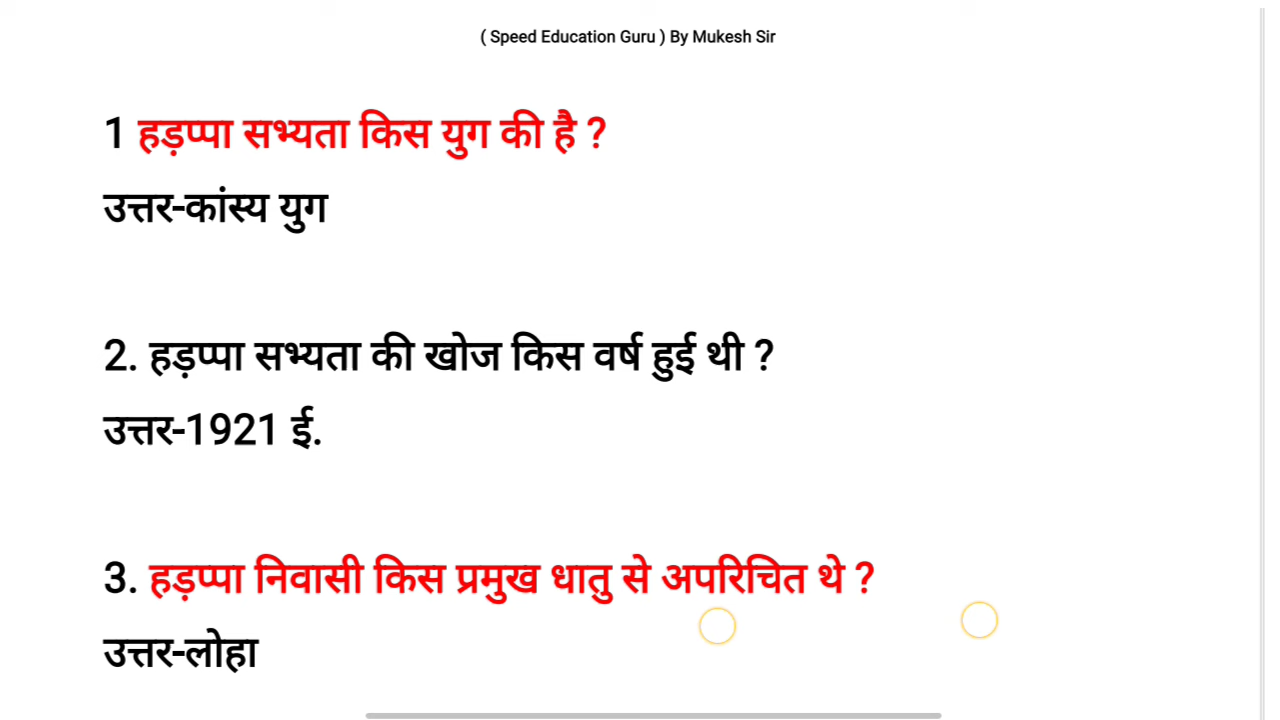 ( Speed Education Guru ) By Mukesh Sir
1 हड़प्पा सभ्यता किस युग की है ?
उत्तर-कांस्य युग
2. हड़प्पा सभ्यता की खोज किस वर्ष हुई थी ?
उत्तर-1921 ई.
3. हड़प्पा निवासी किस प्रमुख धातु से अपरिचित थे ?
उत्तर-लोहा